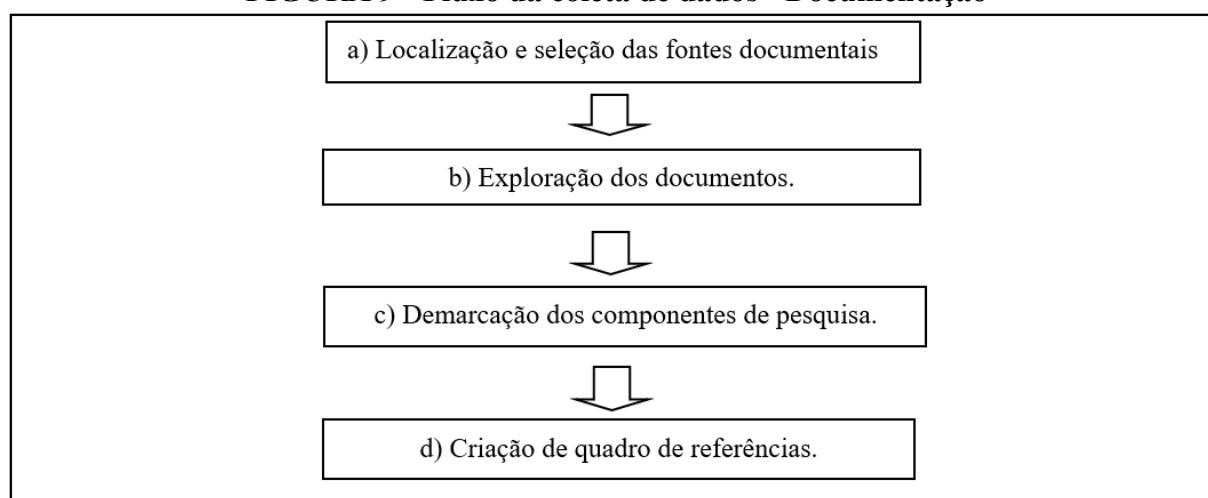 a) Localização e seleção das fontes documentais
b) Exploração dos documentos.
c) Demarcação dos componentes de pesquisa.
d) Criação de quadro de referências.